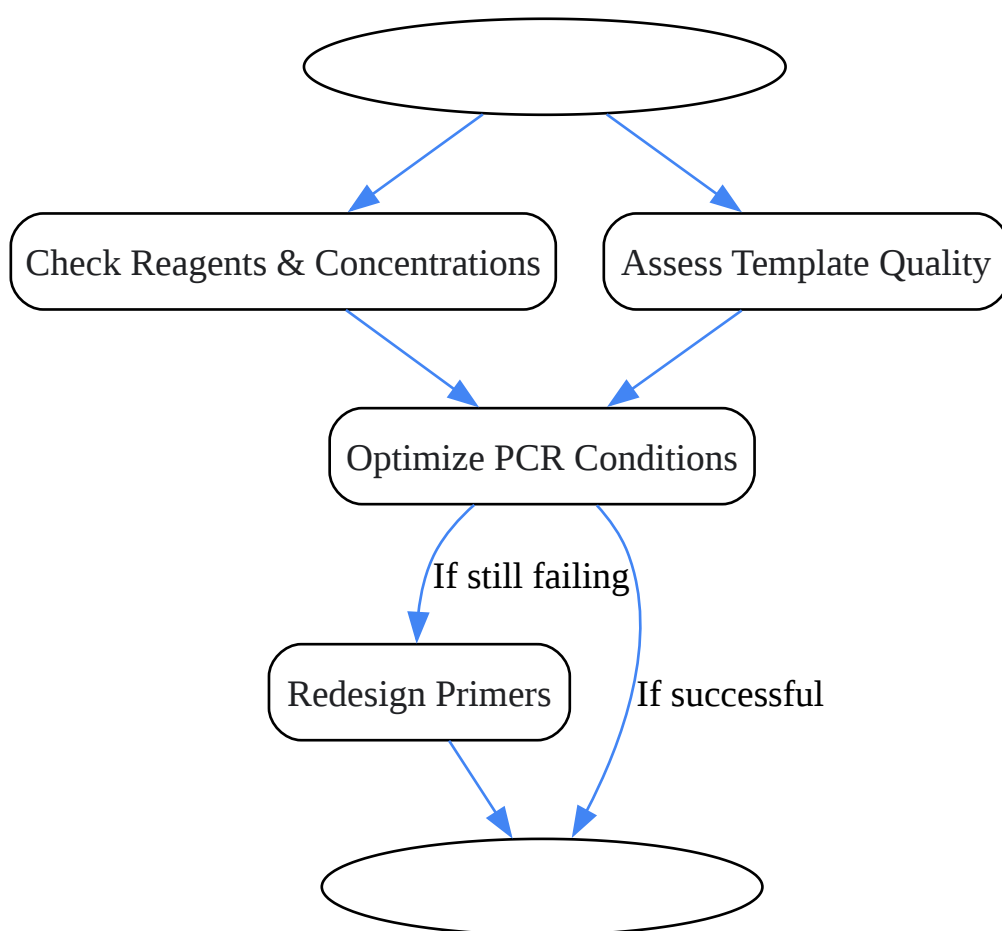 Check Reagents & Concentrations
Assess Template Quality
Optimize PCR Conditions
If still failing
Redesign Primers
If successful